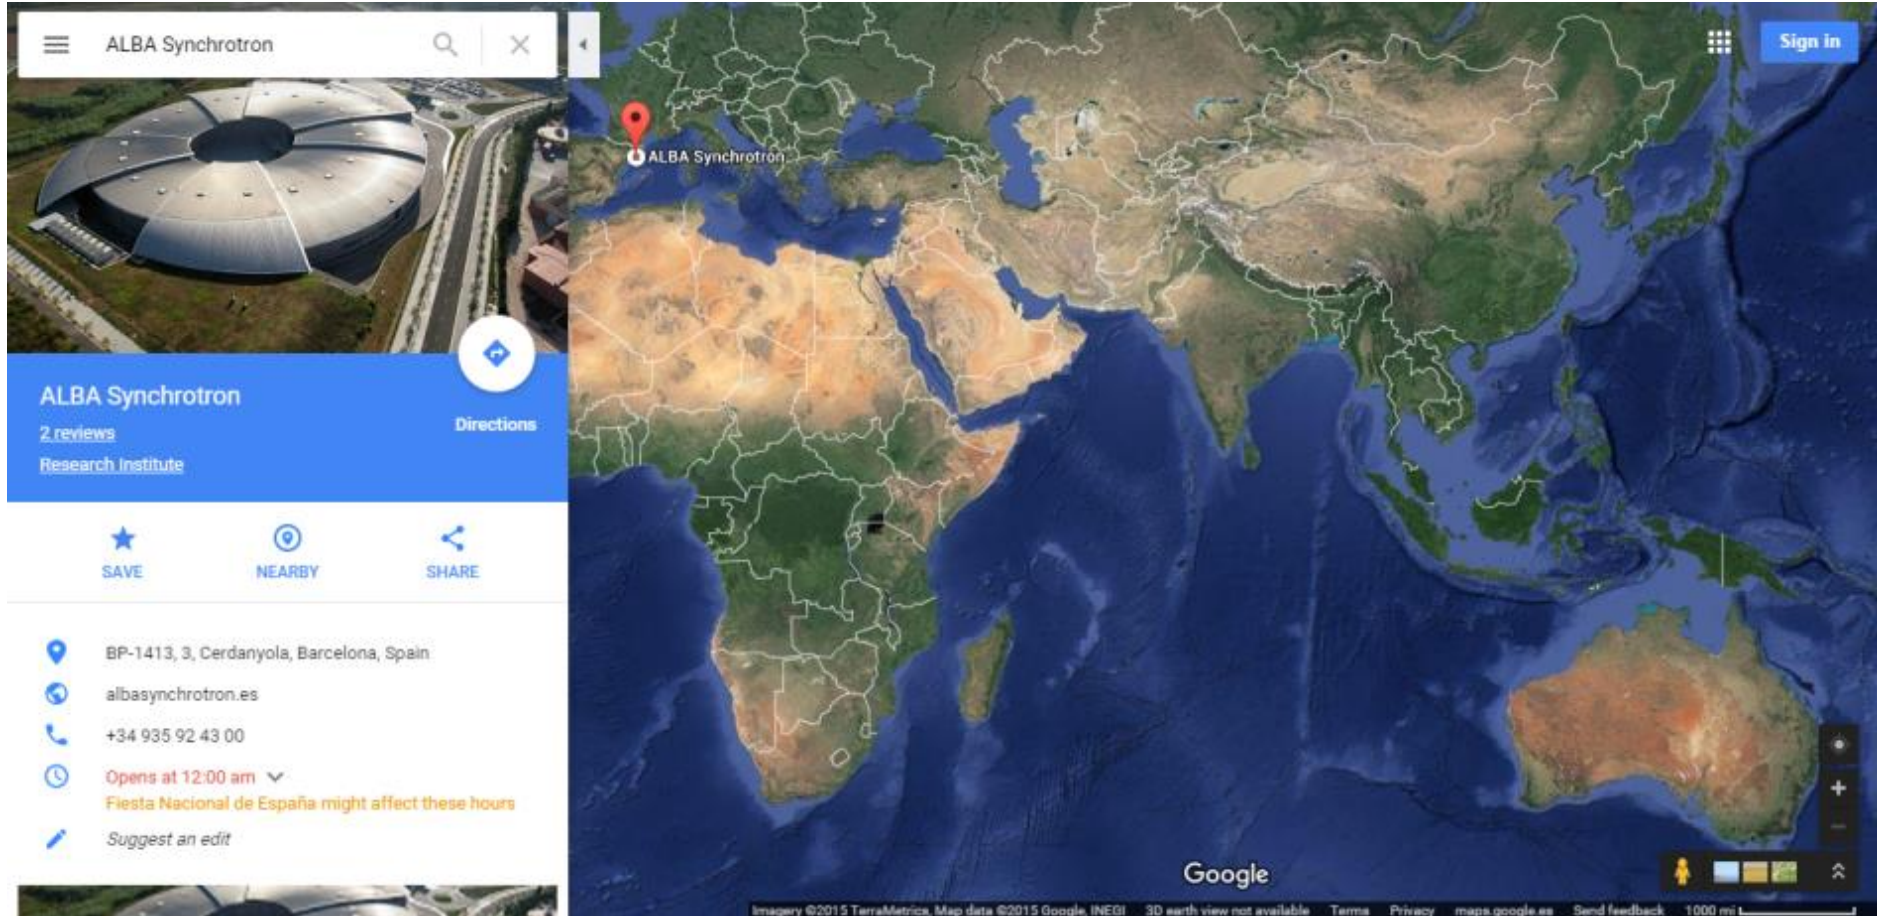 ALBA Synchrotron
Sign in
ALBA Synchrotron
ALBA Synchrotron
2 reviews
Directions
Research Institute
SAVE
NEARBY
SHARE
BP-1413, 3, Cerdanyola, Barcelona, Spain
albasynchrotron.es
+34 935 92 43 00
Opens at 12:00 am
Fiesta Nacional de España might affect these hours
Suggest an edit
Google
Imagery ©2015 TerraMetrics, Map data ©2015 Google, INEGI 3D earth view not available Terms Privacy maps.google.es Send feedback 1000 mi